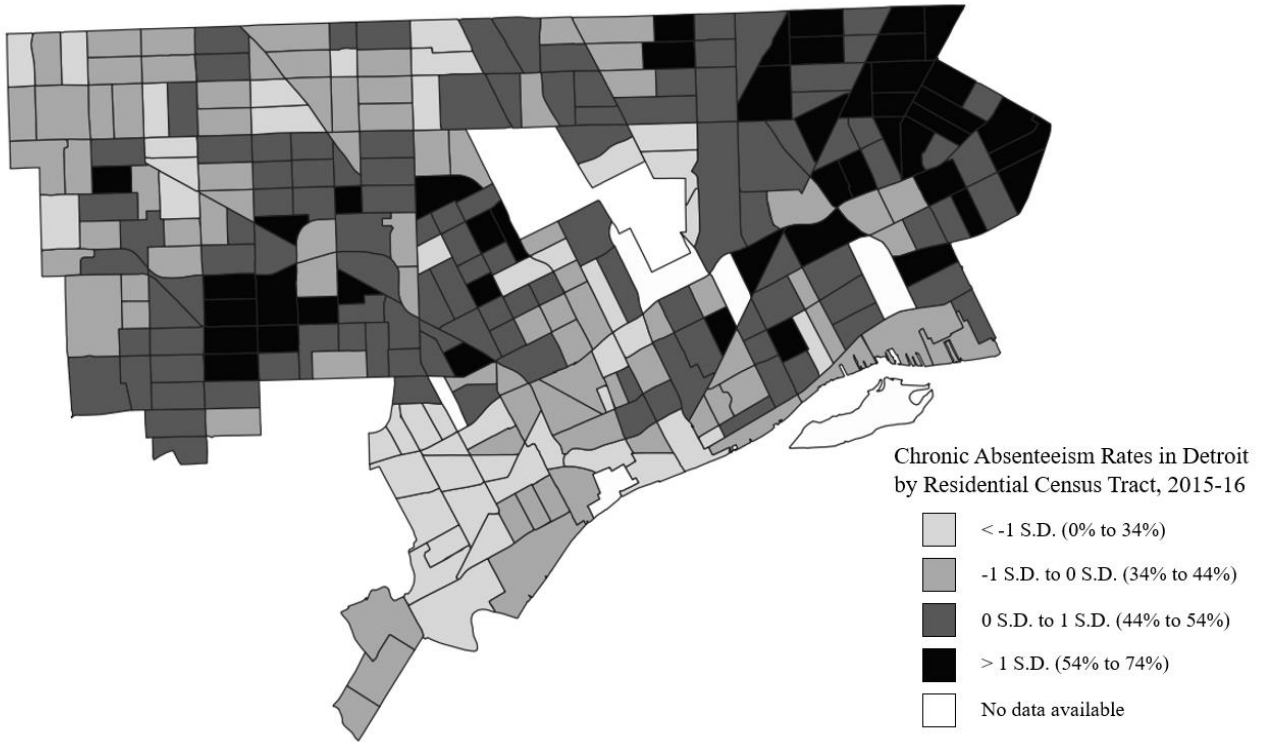 Chronic Absenteeism Rates in Detroit
by Residential Census Tract, 2015-16
< -1 S.D. (0% to 34%)
-1 S.D. to 0 S.D. (34% to 44%)
0 S.D. to 1 S.D. (44% to 54%)
> 1 S.D. (54% to 74%)
No data available